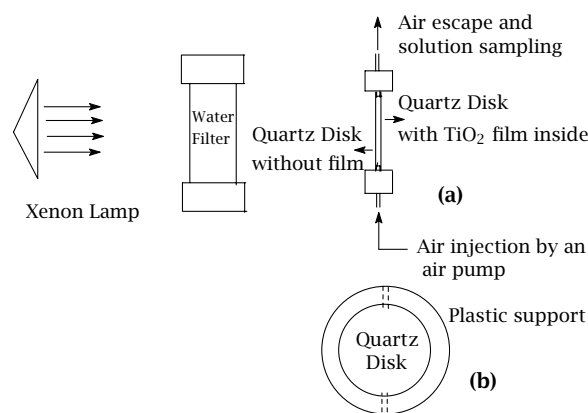 Air escape and
solution sampling
Water
Filter
Quartz Disk
with TiO₂ film inside
Quartz Disk
without film
(a)
Xenon Lamp
Air injection by an
air pump
Plastic support
Quartz
Disk
(b)